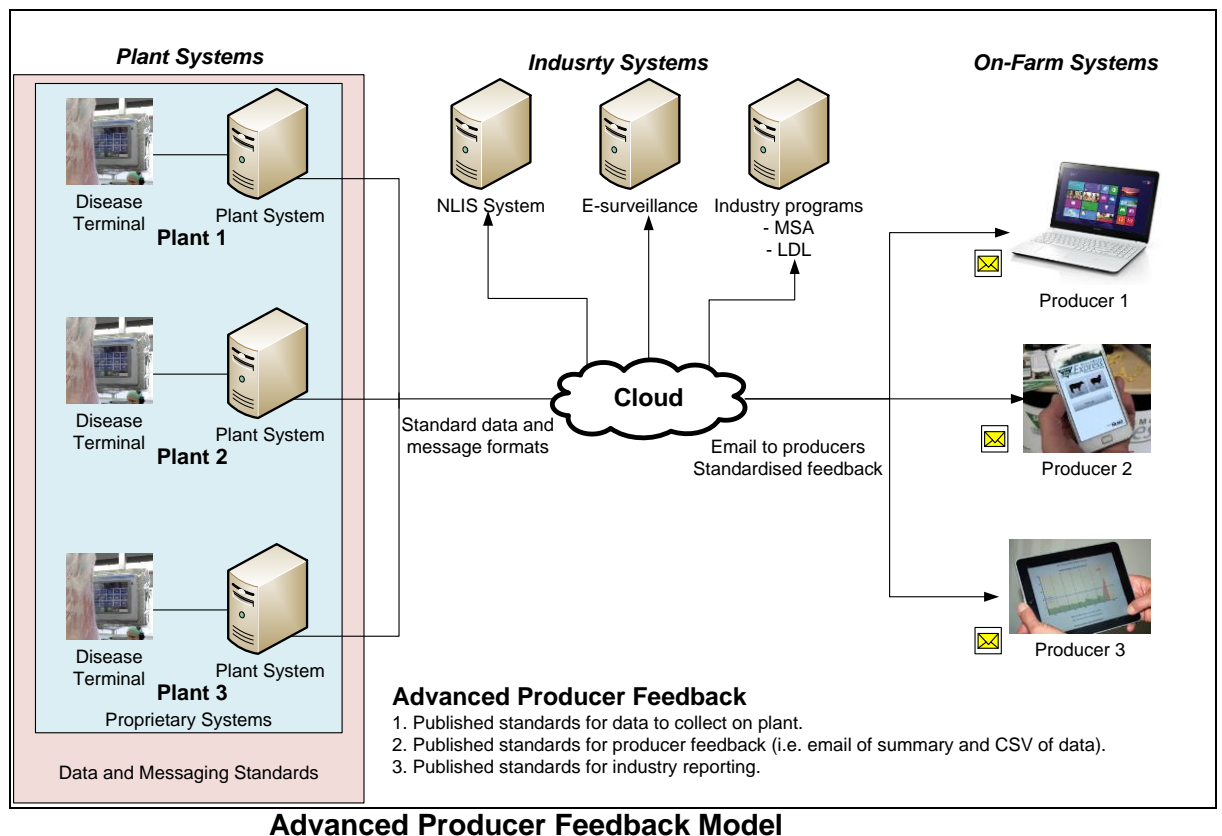 Plant Systems
Indusrty Systems
On-Farm Systems
Disease
Terminal
Plant System
Plant 1
Disease
Terminal
Plant System
Plant 2
Disease
Terminal
Plant System
Plant 3
Proprietary Systems
Data and Messaging Standards
NLIS System
E-surveillance
Industry programs
- MSA
- LDL
Cloud
Standard data and
message formats
Email to producers
Standardised feedback
Producer 1
Express
Producer 2
Producer 3
Advanced Producer Feedback
1. Published standards for data to collect on plant.
2. Published standards for producer feedback (i.e. email of summary and CSV of data).
3. Published standards for industry reporting.
Advanced Producer Feedback Model